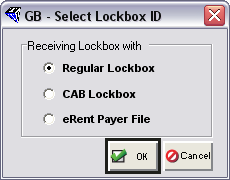 GB - Select Lockbox ID
Receiving Lockbox with
Regular Lockbox
CAB Lockbox
eRent Payer File
OK Cancel